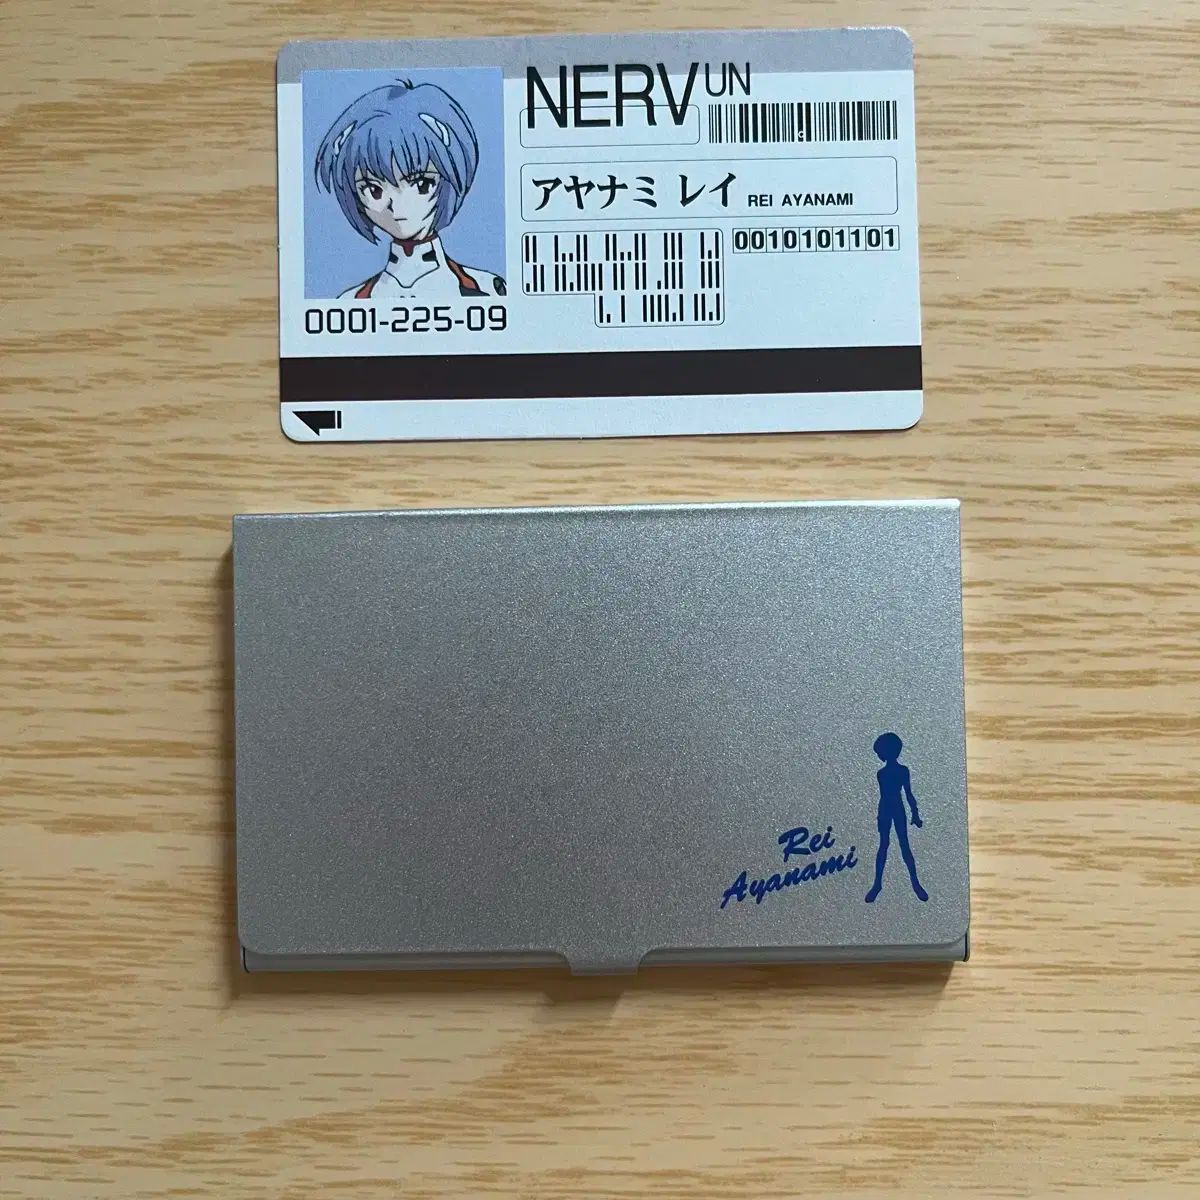 NERV UN
アヤナミ レイ REI AYANAMI
0010101101
0001-225-09
Rei
Ayanami